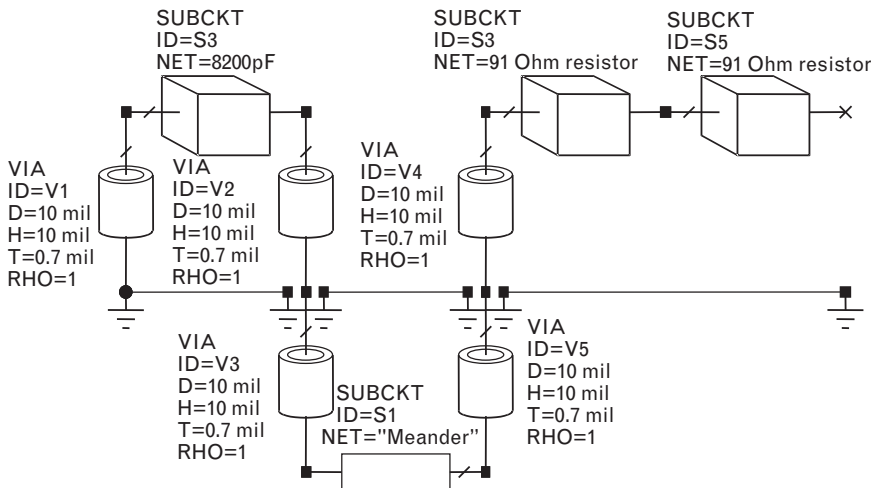 SUBCKT
ID=S3
NET=8200pF
SUBCKT
ID=S3
NET=91 Ohm resistor
SUBCKT
ID=S5
NET=91 Ohm resistor
VIA
ID=V1
D=10 mil
H=10 mil
T=0.7 mil
RHO=1
VIA
ID=V2
D=10 mil
H=10 mil
T=0.7 mil
RHO=1
VIA
ID=V4
D=10 mil
H=10 mil
T=0.7 mil
RHO=1
VIA
ID=V3
D=10 mil
H=10 mil
T=0.7 mil
RHO=1
SUBCKT
ID=S1
NET="Meander"
VIA
ID=V5
D=10 mil
H=10 mil
T=0.7 mil
RHO=1